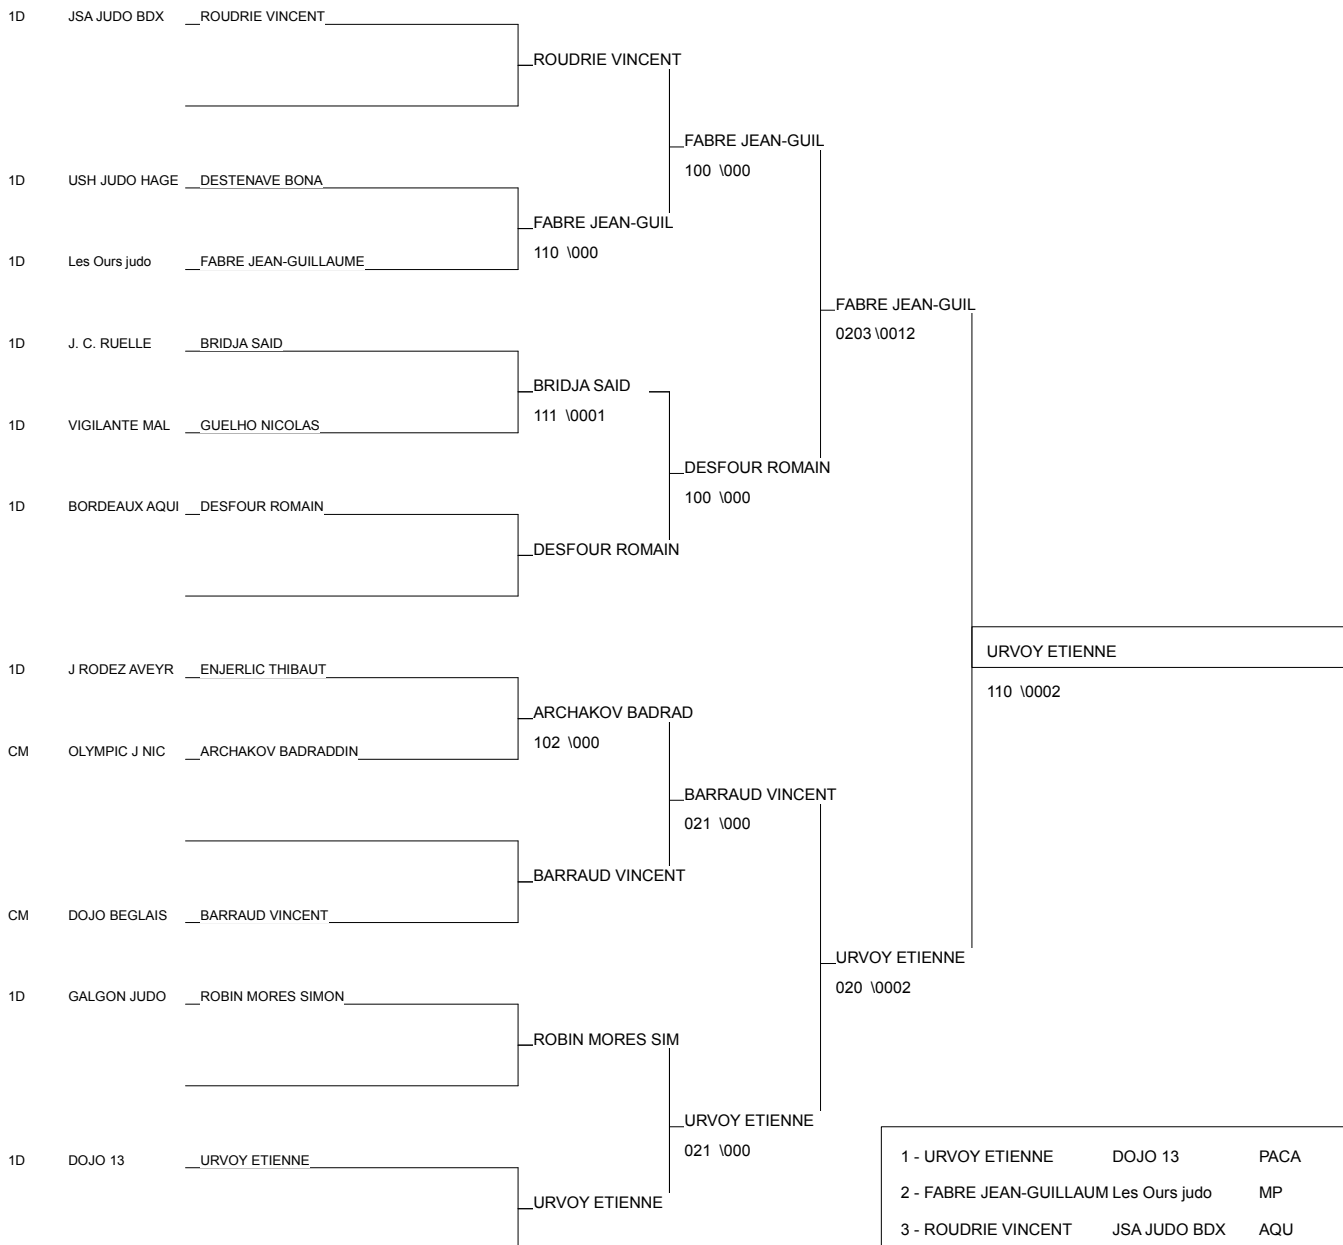 1D JSA JUDO BDX ROUDRIE VINCENT
ROUDRIE VINCENT
FABRE JEAN-GUIL
100 \000
1D USH JUDO HAGE DESTENAVE BONA
FABRE JEAN-GUIL
110 \000
1D Les Ours judo FABRE JEAN-GUILLAUME
FABRE JEAN-GUIL
0203 \0012
1D J. C. RUELLE BRIDJA SAID
BRIDJA SAID
111 \0001
1D VIGILANTE MAL GUELHO NICOLAS
DESFOUR ROMAIN
100 \000
1D BORDEAUX AQUI DESFOUR ROMAIN
DESFOUR ROMAIN
URVOY ETIENNE
110 \0002
1D J RODEZ AVEYR ENJERLIC THIBAUT
ARCHAKOV BADRAD
102 \000
CM OLYMPIC J NIC ARCHAKOV BADRADDIN
BARRAUD VINCENT
021 \000
BARRAUD VINCENT
CM DOJO BEGLAIS BARRAUD VINCENT
URVOY ETIENNE
020 \0002
1D GALGON JUDO ROBIN MORES SIMON
ROBIN MORES SIM
URVOY ETIENNE
021 \000
1D DOJO 13 URVOY ETIENNE
URVOY ETIENNE
1 - URVOY ETIENNE DOJO 13 PACA
2 - FABRE JEAN-GUILLAUM Les Ours judo MP
3 - ROUDRIE VINCENT JSA JUDO BDX AQU